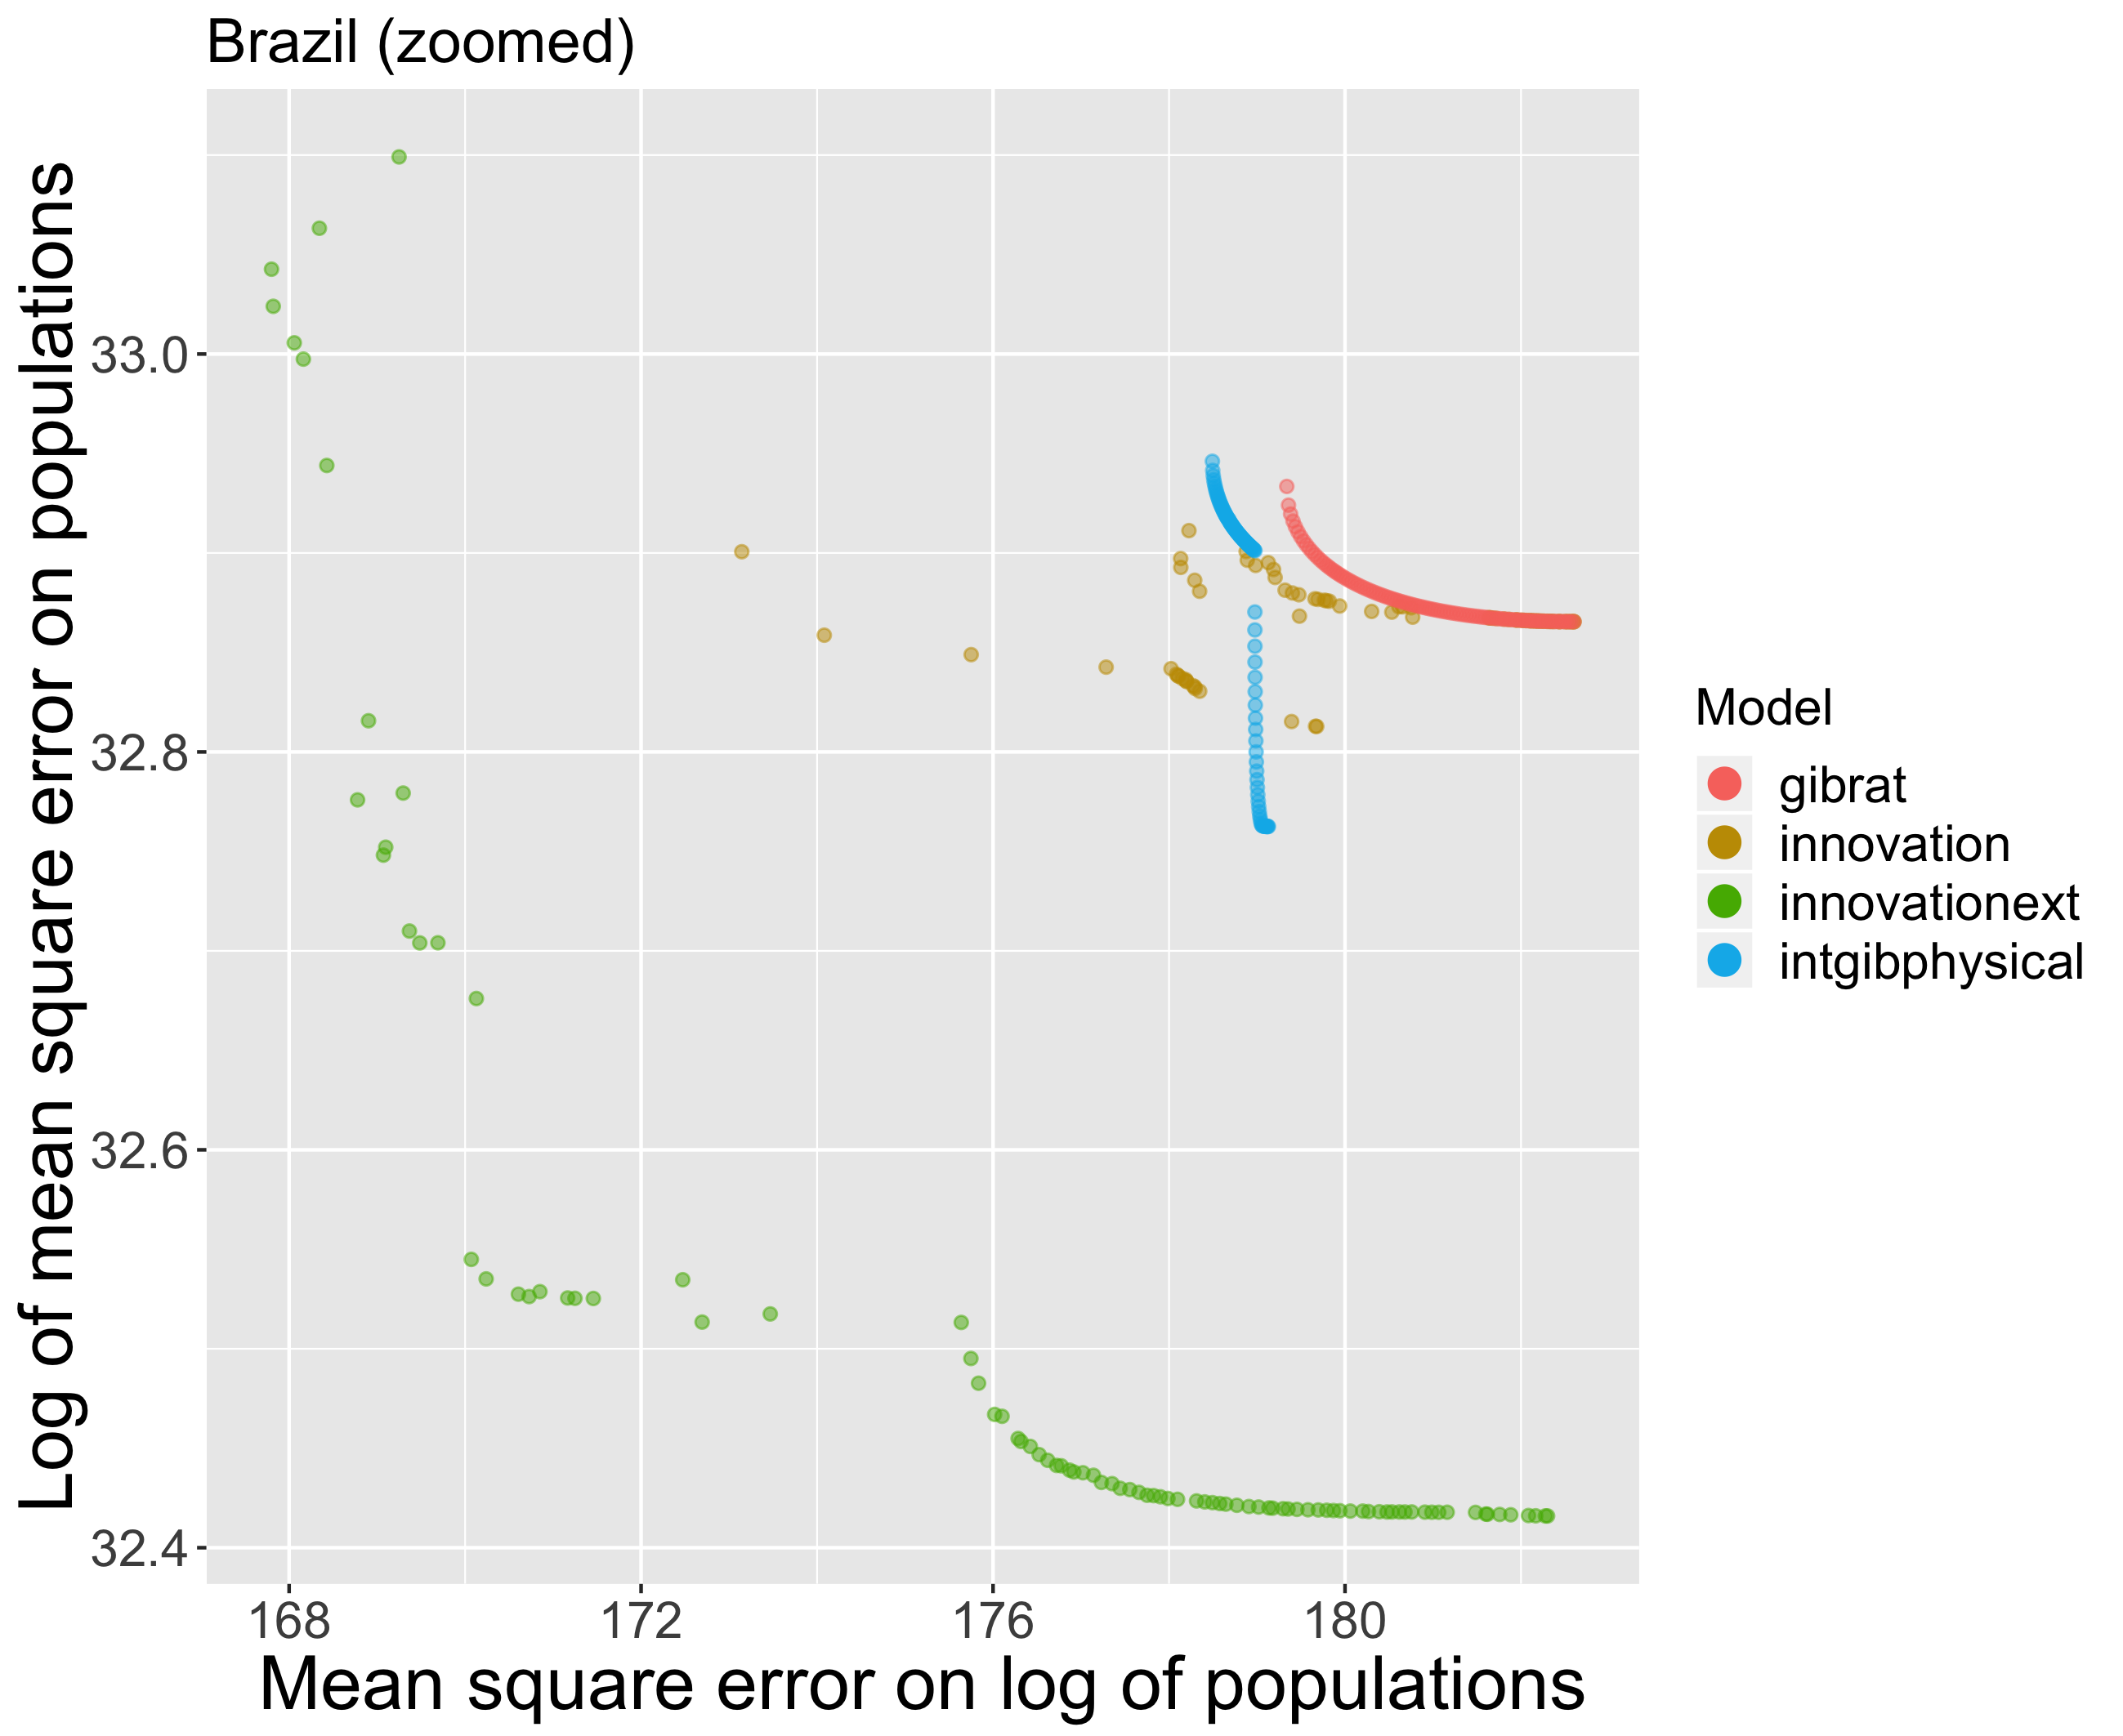 Brazil (zoomed)
Log of mean square error on populations
33.0
32.8
32.6
32.4
168 172 176 180
Mean square error on log of populations
Model
gibrat
innovation
innovationext
intgibphysical